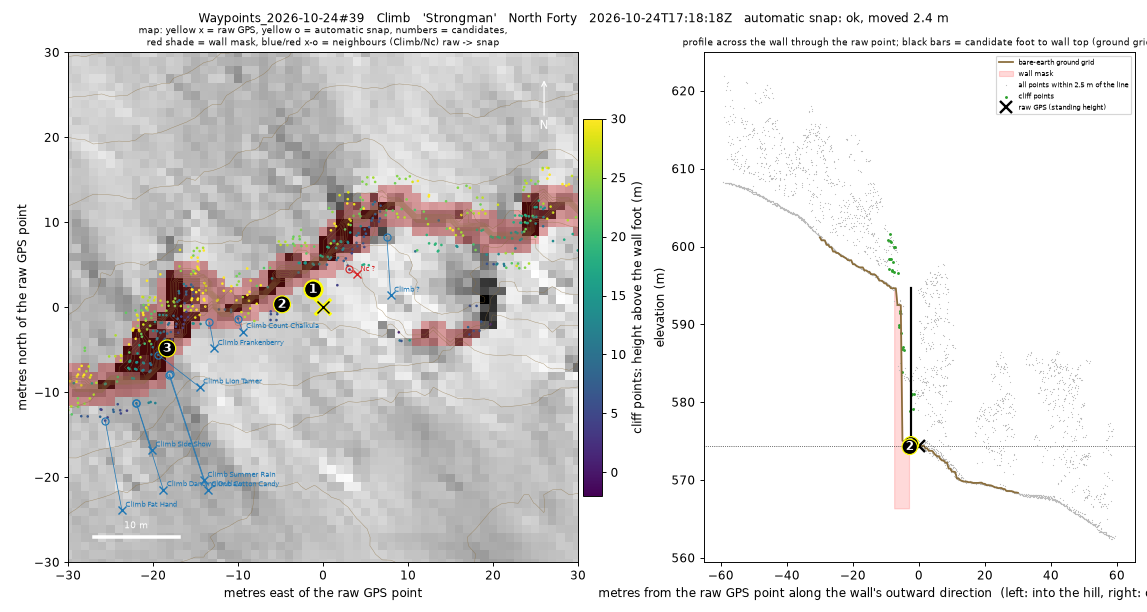 Waypoints_2026-10-24#39 Climb 'Strongman' North Forty 2026-10-24T17:18:18Z automatic snap: ok, moved 2.4 m
map: yellow x = raw GPS, yellow o = automatic snap, numbers = candidates,
red shade = wall mask, blue/red x-o = neighbours (Climb/Nc) raw -> snap
profile across the wall through the raw point; black bars = candidate foot to wall top (ground gri
30
20
10
0
−10
−20
−30
−30
−20
−10
0
10
20
30
metres north of the raw GPS point
metres east of the raw GPS point
N
1
2
3
Nc ?
Climb ?
Climb Count Chalkula
Climb Frankenberry
Climb Lion Tamer
Climb Side Show
Climb Summer Rain
Climb Fat Hand
10 m
30
25
20
15
10
5
0
cliff points: height above the wall foot (m)
620
610
600
590
580
570
560
elevation (m)
bare-earth ground grid
wall mask
all points within 2.5 m of the line
cliff points
raw GPS (standing height)
2
−60
−40
−20
0
20
40
60
metres from the raw GPS point along the wall's outward direction (left: into the hill, right: